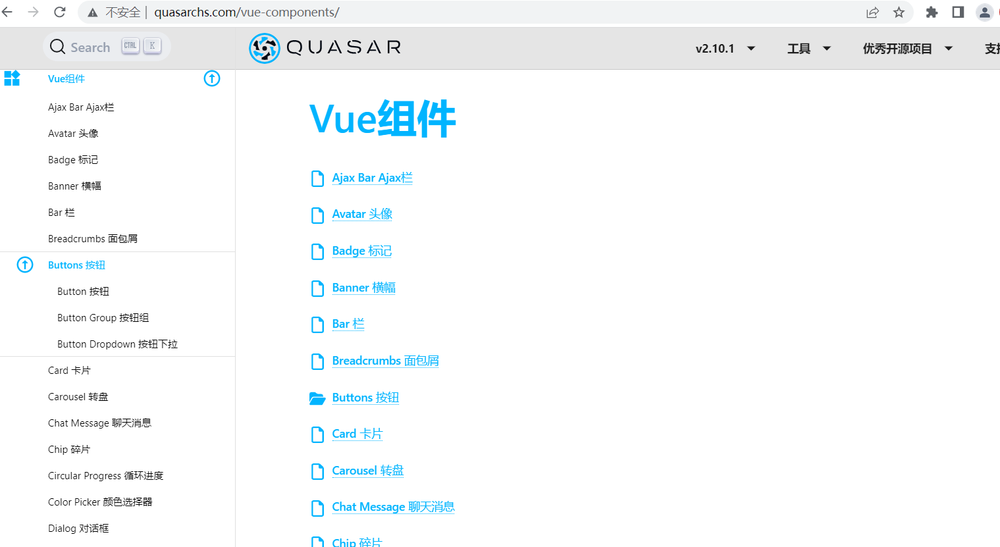 不安全 | quasarchs.com/vue-components/
Search CTRL K
QUASAR
v2.10.1 工具 优秀开源项目
Vue组件
Ajax Bar Ajax栏
Avatar 头像
Badge 标记
Banner 横幅
Bar 栏
Breadcrumbs 面包屑
Buttons 按钮
Button 按钮
Button Group 按钮组
Button Dropdown 按钮下拉
Card 卡片
Carousel 转盘
Chat Message 聊天消息
Chip 碎片
Circular Progress 循环进度
Color Picker 颜色选择器
Dialog 对话框
Vue组件
Ajax Bar Ajax栏
Avatar 头像
Badge 标记
Banner 横幅
Bar 栏
Breadcrumbs 面包屑
Buttons 按钮
Card 卡片
Carousel 转盘
Chat Message 聊天消息
Chip 碎片